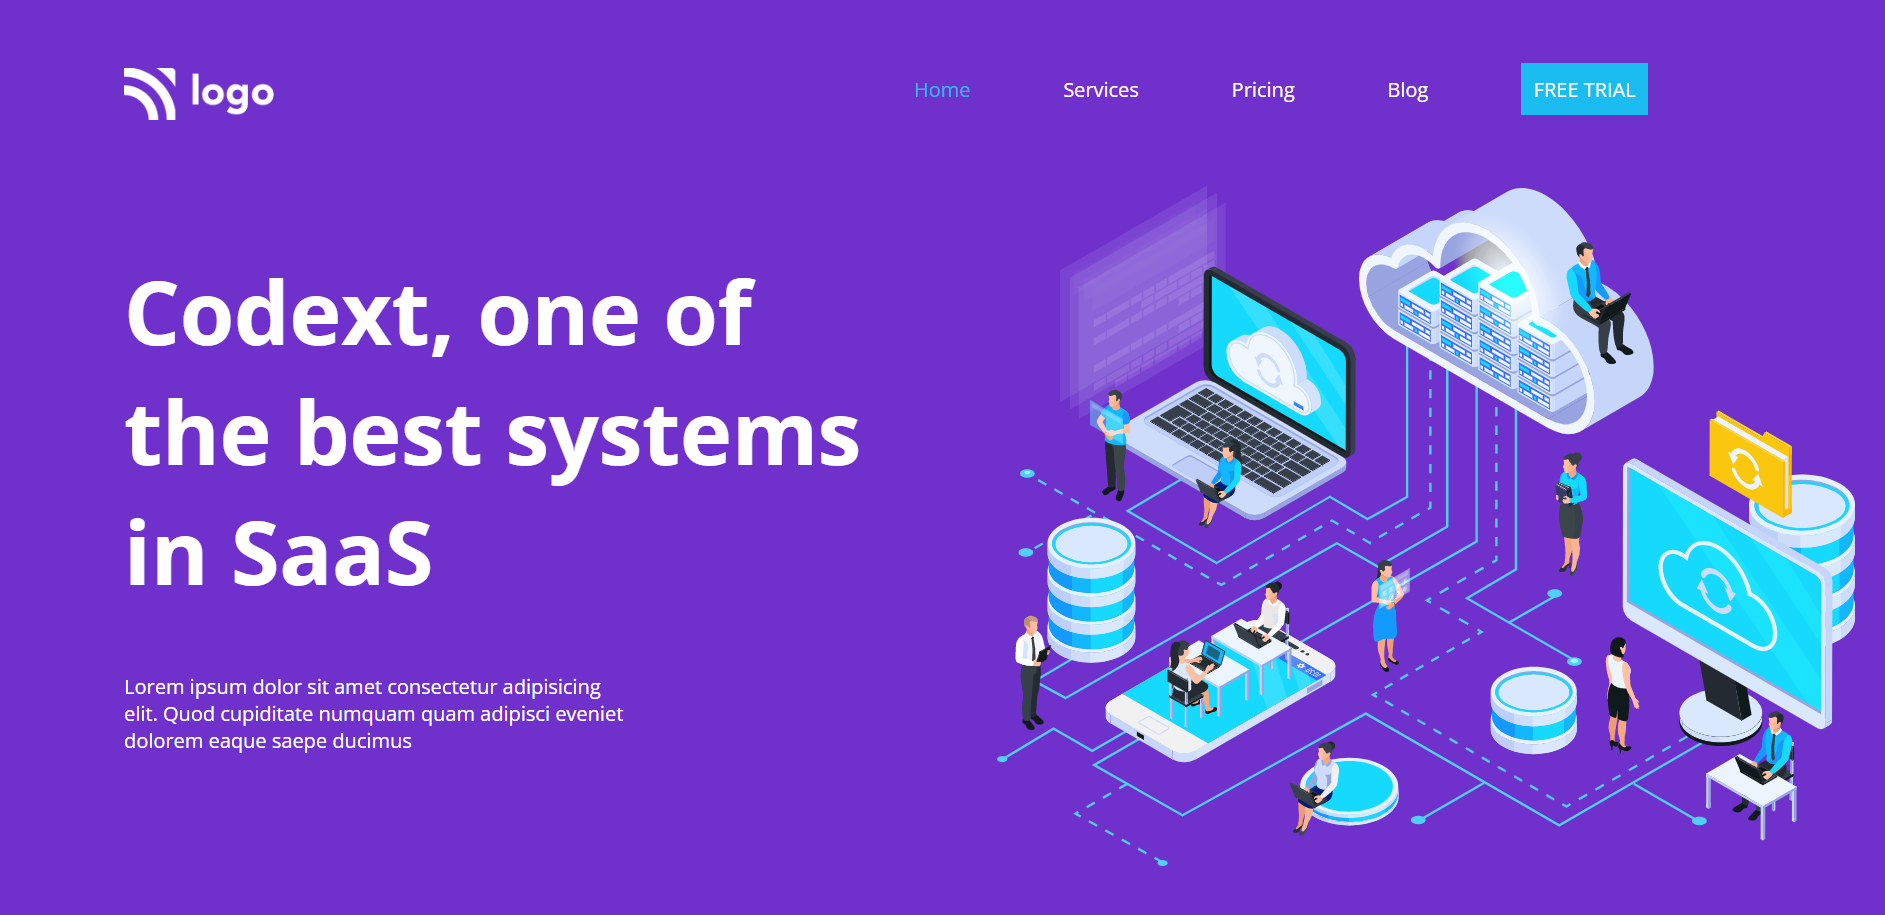 logo
Home
Services
Pricing
Blog
FREE TRIAL
Codext, one of
the best systems
in SaaS
Lorem ipsum dolor sit amet consectetur adipisicing
elit. Quod cupiditate numquam quam adipisci eveniet
dolorem eaque saepe ducimus